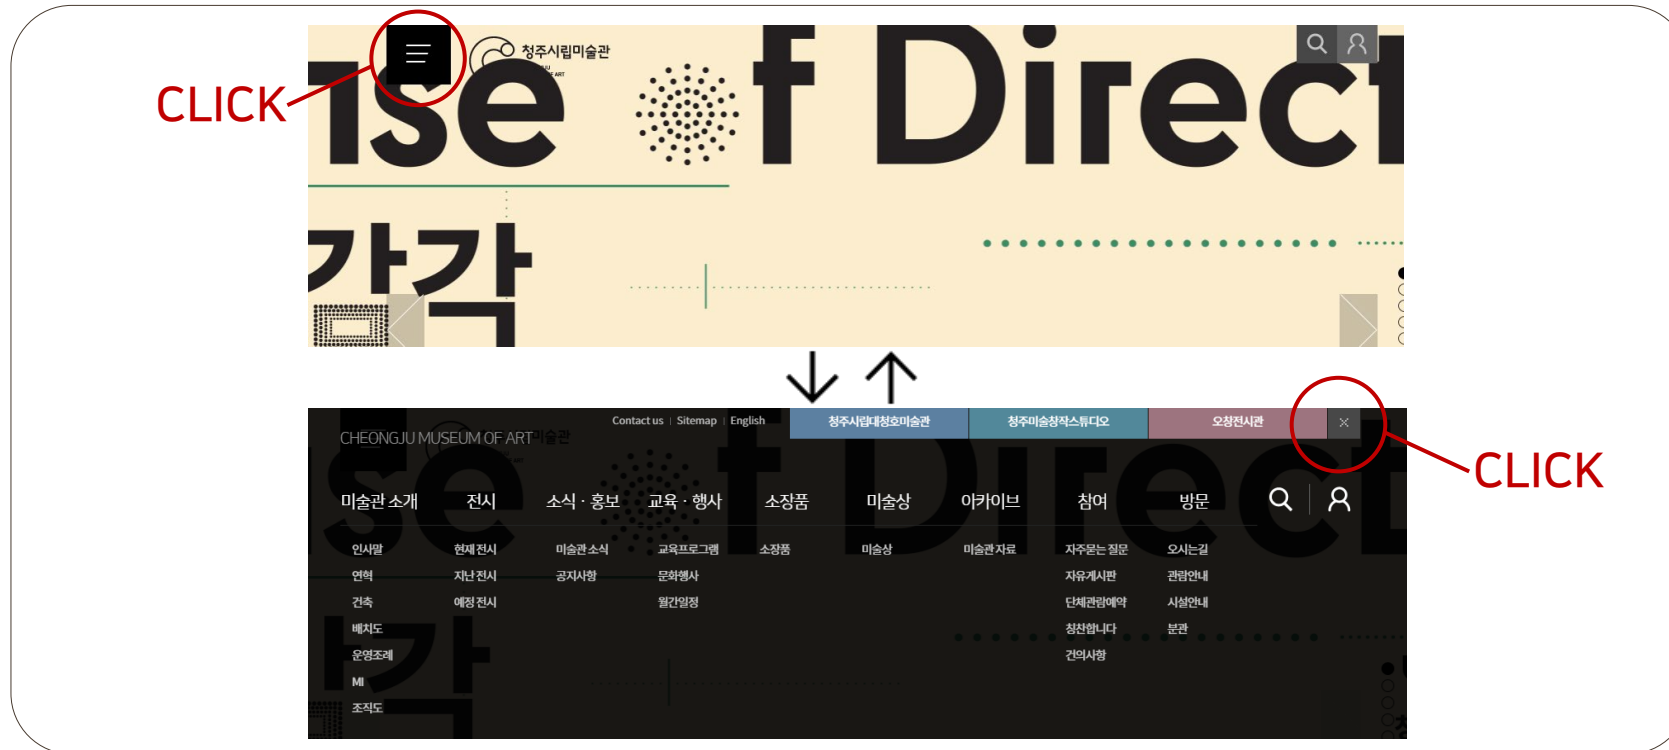 청주시립미술관
CLICK
nse of Direct
감각
Contact us | Sitemap | English
청주시립대청호미술관
청주미술창작스튜디오
오창전시관
CHEONGJU MUSEUM OF ART
CLICK
미술관 소개 전시 소식 · 홍보 교육 · 행사 소장품 미술상 아카이브 참여 방문
인사말 현재 전시 미술관 소식 교육프로그램 소장품 미술상 미술관 자료 자주묻는 질문 오시는길
연혁 지난 전시 공지사항 문화행사 자유게시판 관람안내
건축 예정 전시 월간일정 단체관람예약 시설안내
배치도 칭찬합니다 분관
운영조례 건의사항
MI
조직도